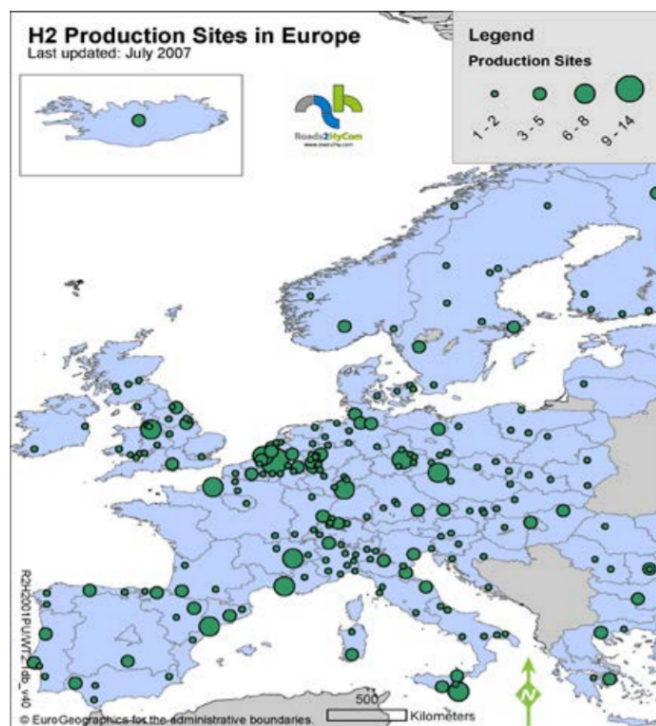 H2 Production Sites in Europe
Last updated: July 2007
Roads2HyCom
Legend
Production Sites
1 - 2
3 - 5
6 - 8
9 - 14
500
Kilometers
N
© EuroGeographics for the administrative boundaries.